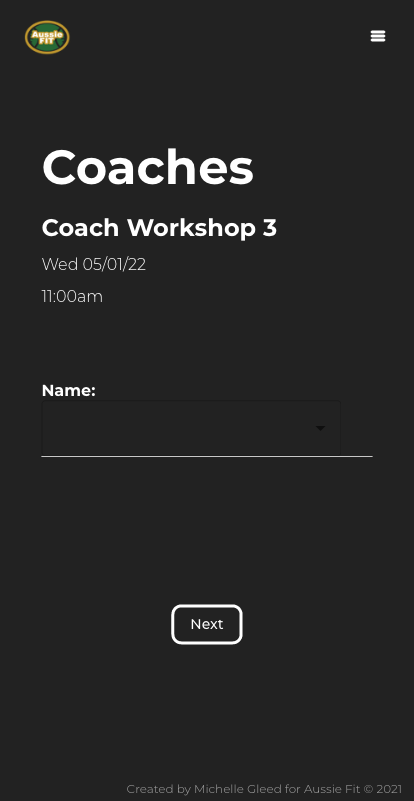 Aussie
FIT
Coaches
Coach Workshop 3
Wed 05/01/22
11:00am
Name:
Next
Created by Michelle Gleed for Aussie Fit © 2021